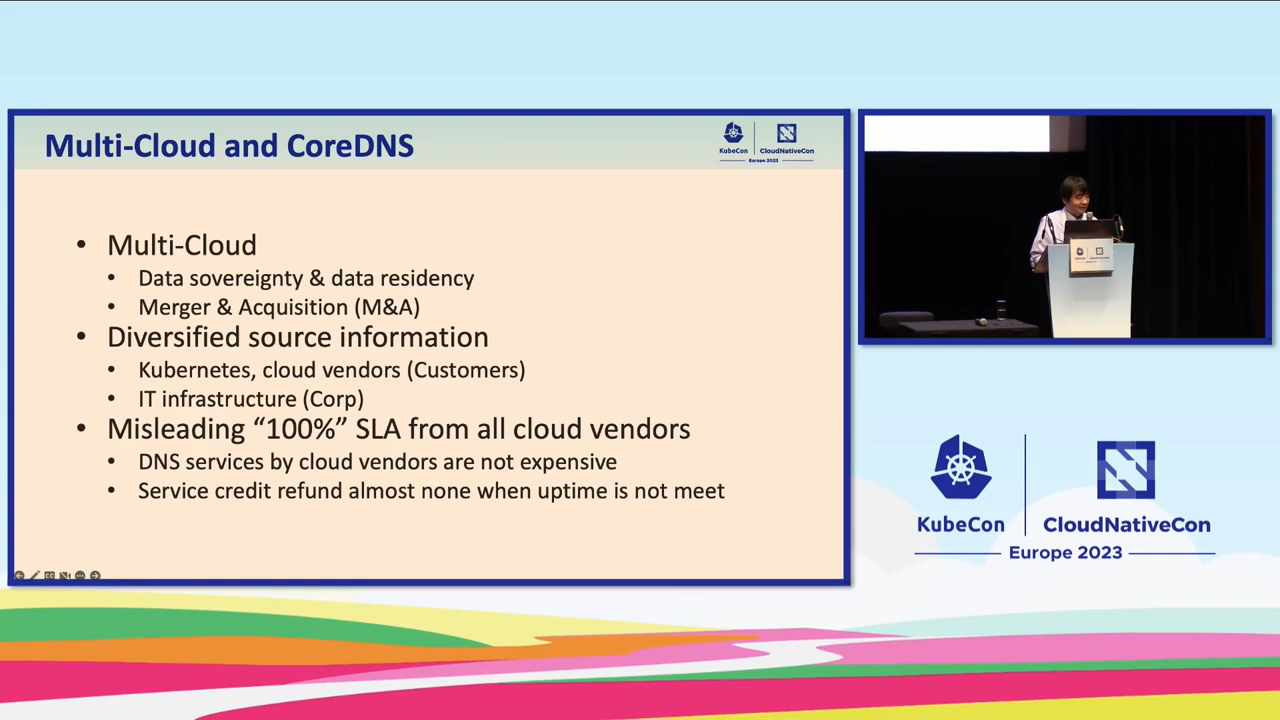 Multi-Cloud and CoreDNS
KubeCon
CloudNativeCon
Europe 2023
• Multi-Cloud
• Data sovereignty & data residency
• Merger & Acquisition (M&A)
• Diversified source information
• Kubernetes, cloud vendors (Customers)
• IT infrastructure (Corp)
• Misleading “100%” SLA from all cloud vendors
• DNS services by cloud vendors are not expensive
• Service credit refund almost none when uptime is not meet
KubeCon
CloudNativeCon
Europe 2023